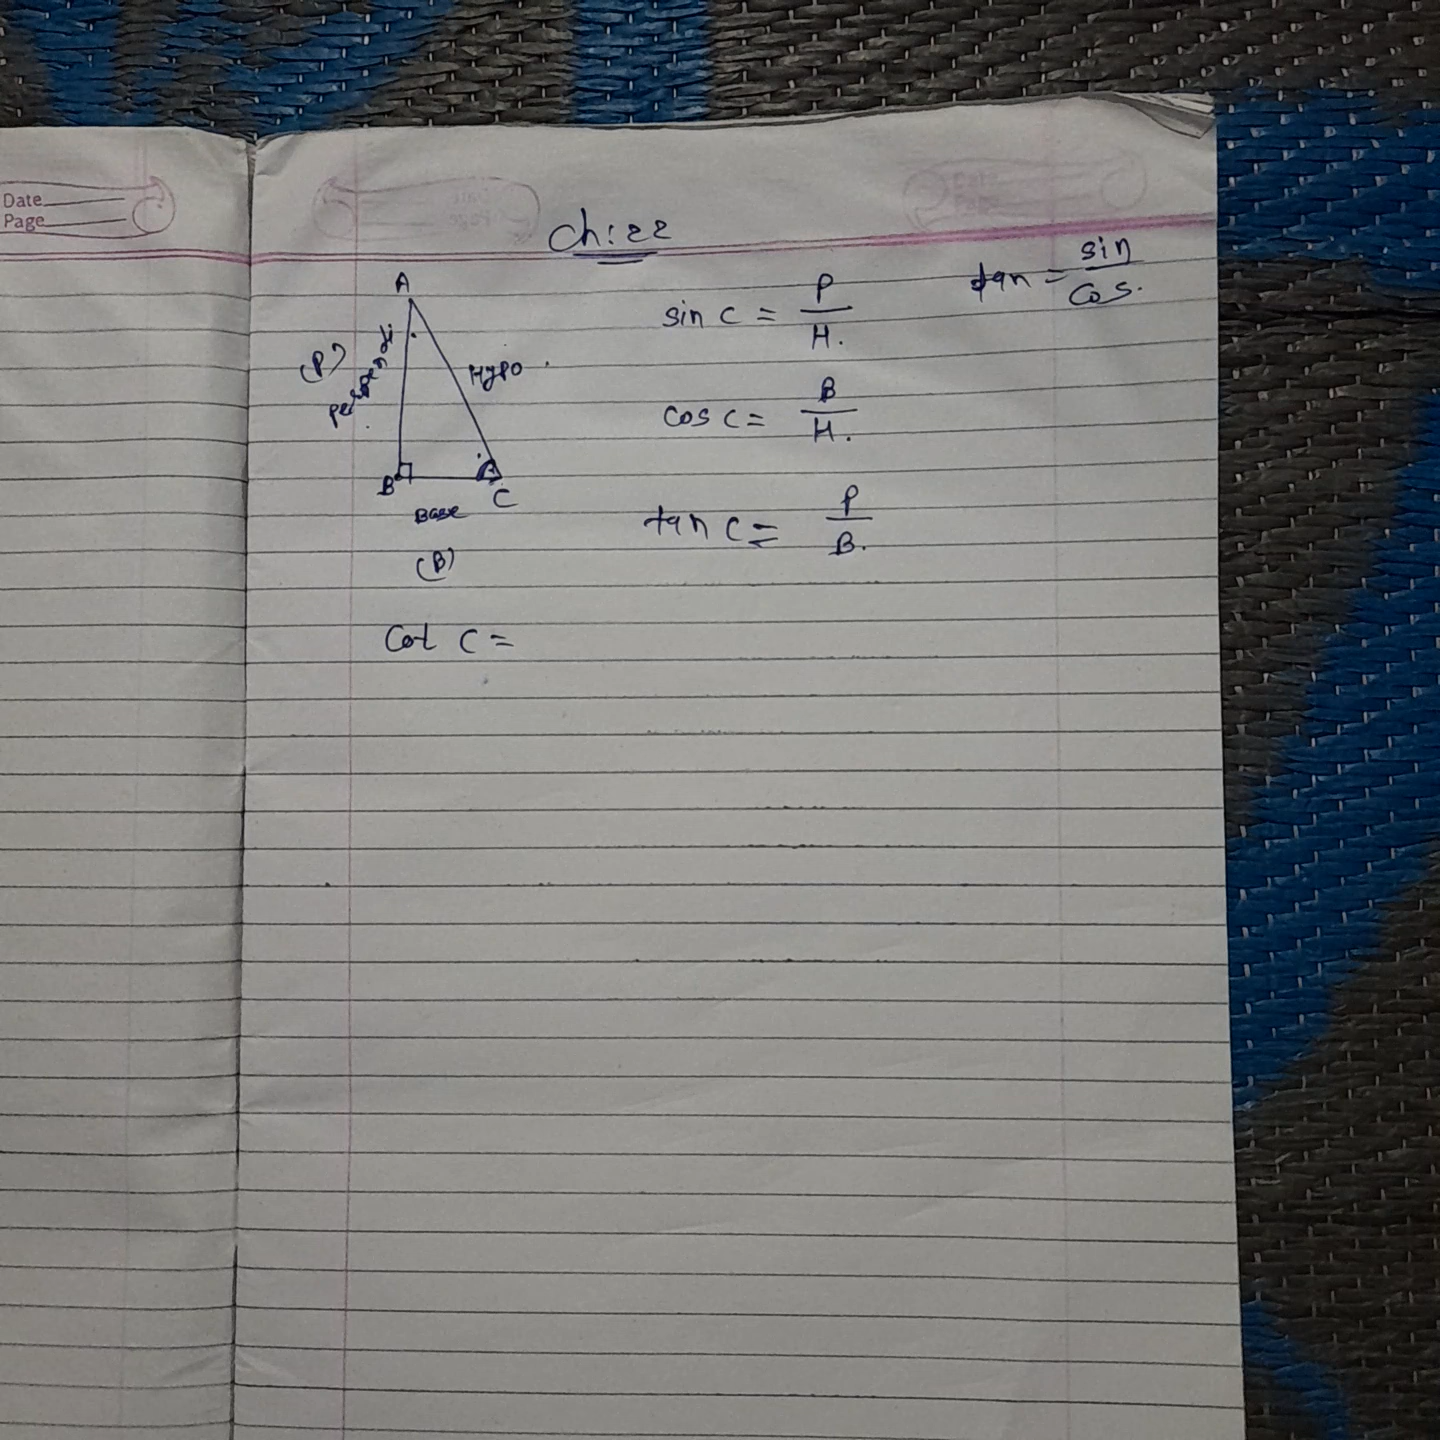 Date
Page
Ch:22
A
(P)
Hypo
B
C
Base
(B)
sin C = P/H.
tan = sin/cos.
cos C = B/H.
tan C = P/B.
Cot C =